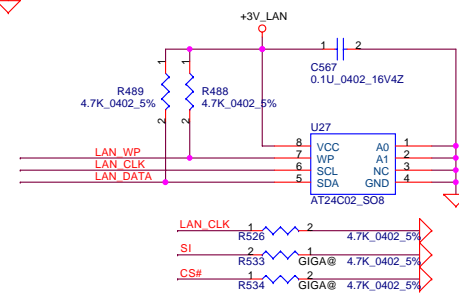 +3V_LAN
1 2
C567
0.1U_0402_16V4Z
1 1
R489 R488
4.7K_0402_5% 4.7K_0402_5%
2 2
U27
LAN_WP
LAN_CLK
LAN_DATA
8 VCC A0 1
7 WP A1 2
6 SCL NC 3
5 SDA GND 4
AT24C02_SO8
LAN_CLK 1 2
R526 4.7K_0402_5%
SI 2 1
R533 GIGA@ 4.7K_0402_5%
CS# 1 2
R534 GIGA@ 4.7K_0402_5%